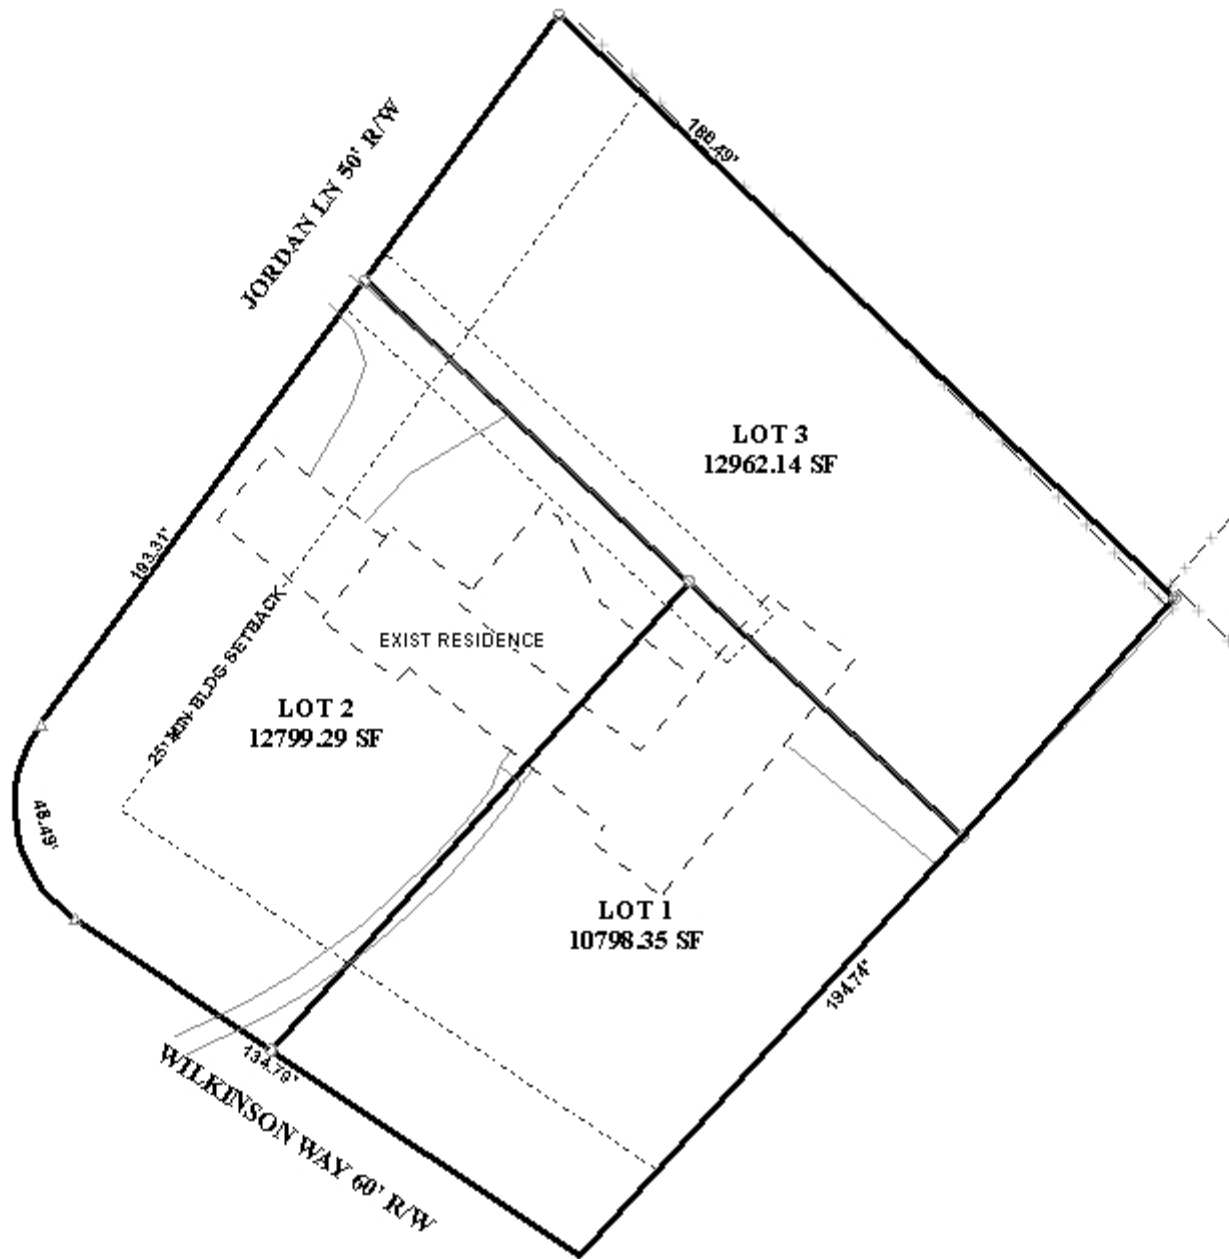 JORDAN LN 50' R/W
188.49'
LOT 3
12962.14 SF
193.31'
25' MIN BLDG SETBACK
EXIST RESIDENCE
LOT 2
12799.29 SF
48.49'
LOT 1
10798.35 SF
194.74'
134.79'
WILKINSON WAY 60' R/W